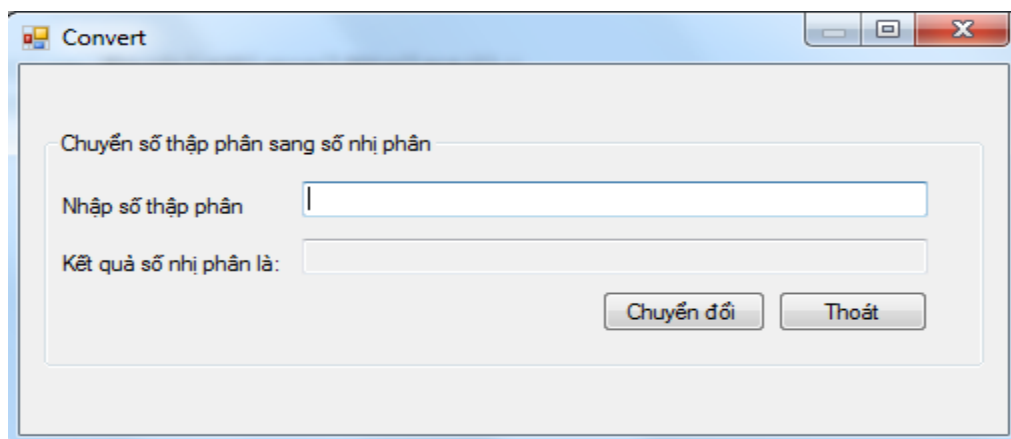 Convert
Chuyển số thập phân sang số nhị phân
Nhập số thập phân
Kết quả số nhị phân là:
Chuyển đổi Thoát